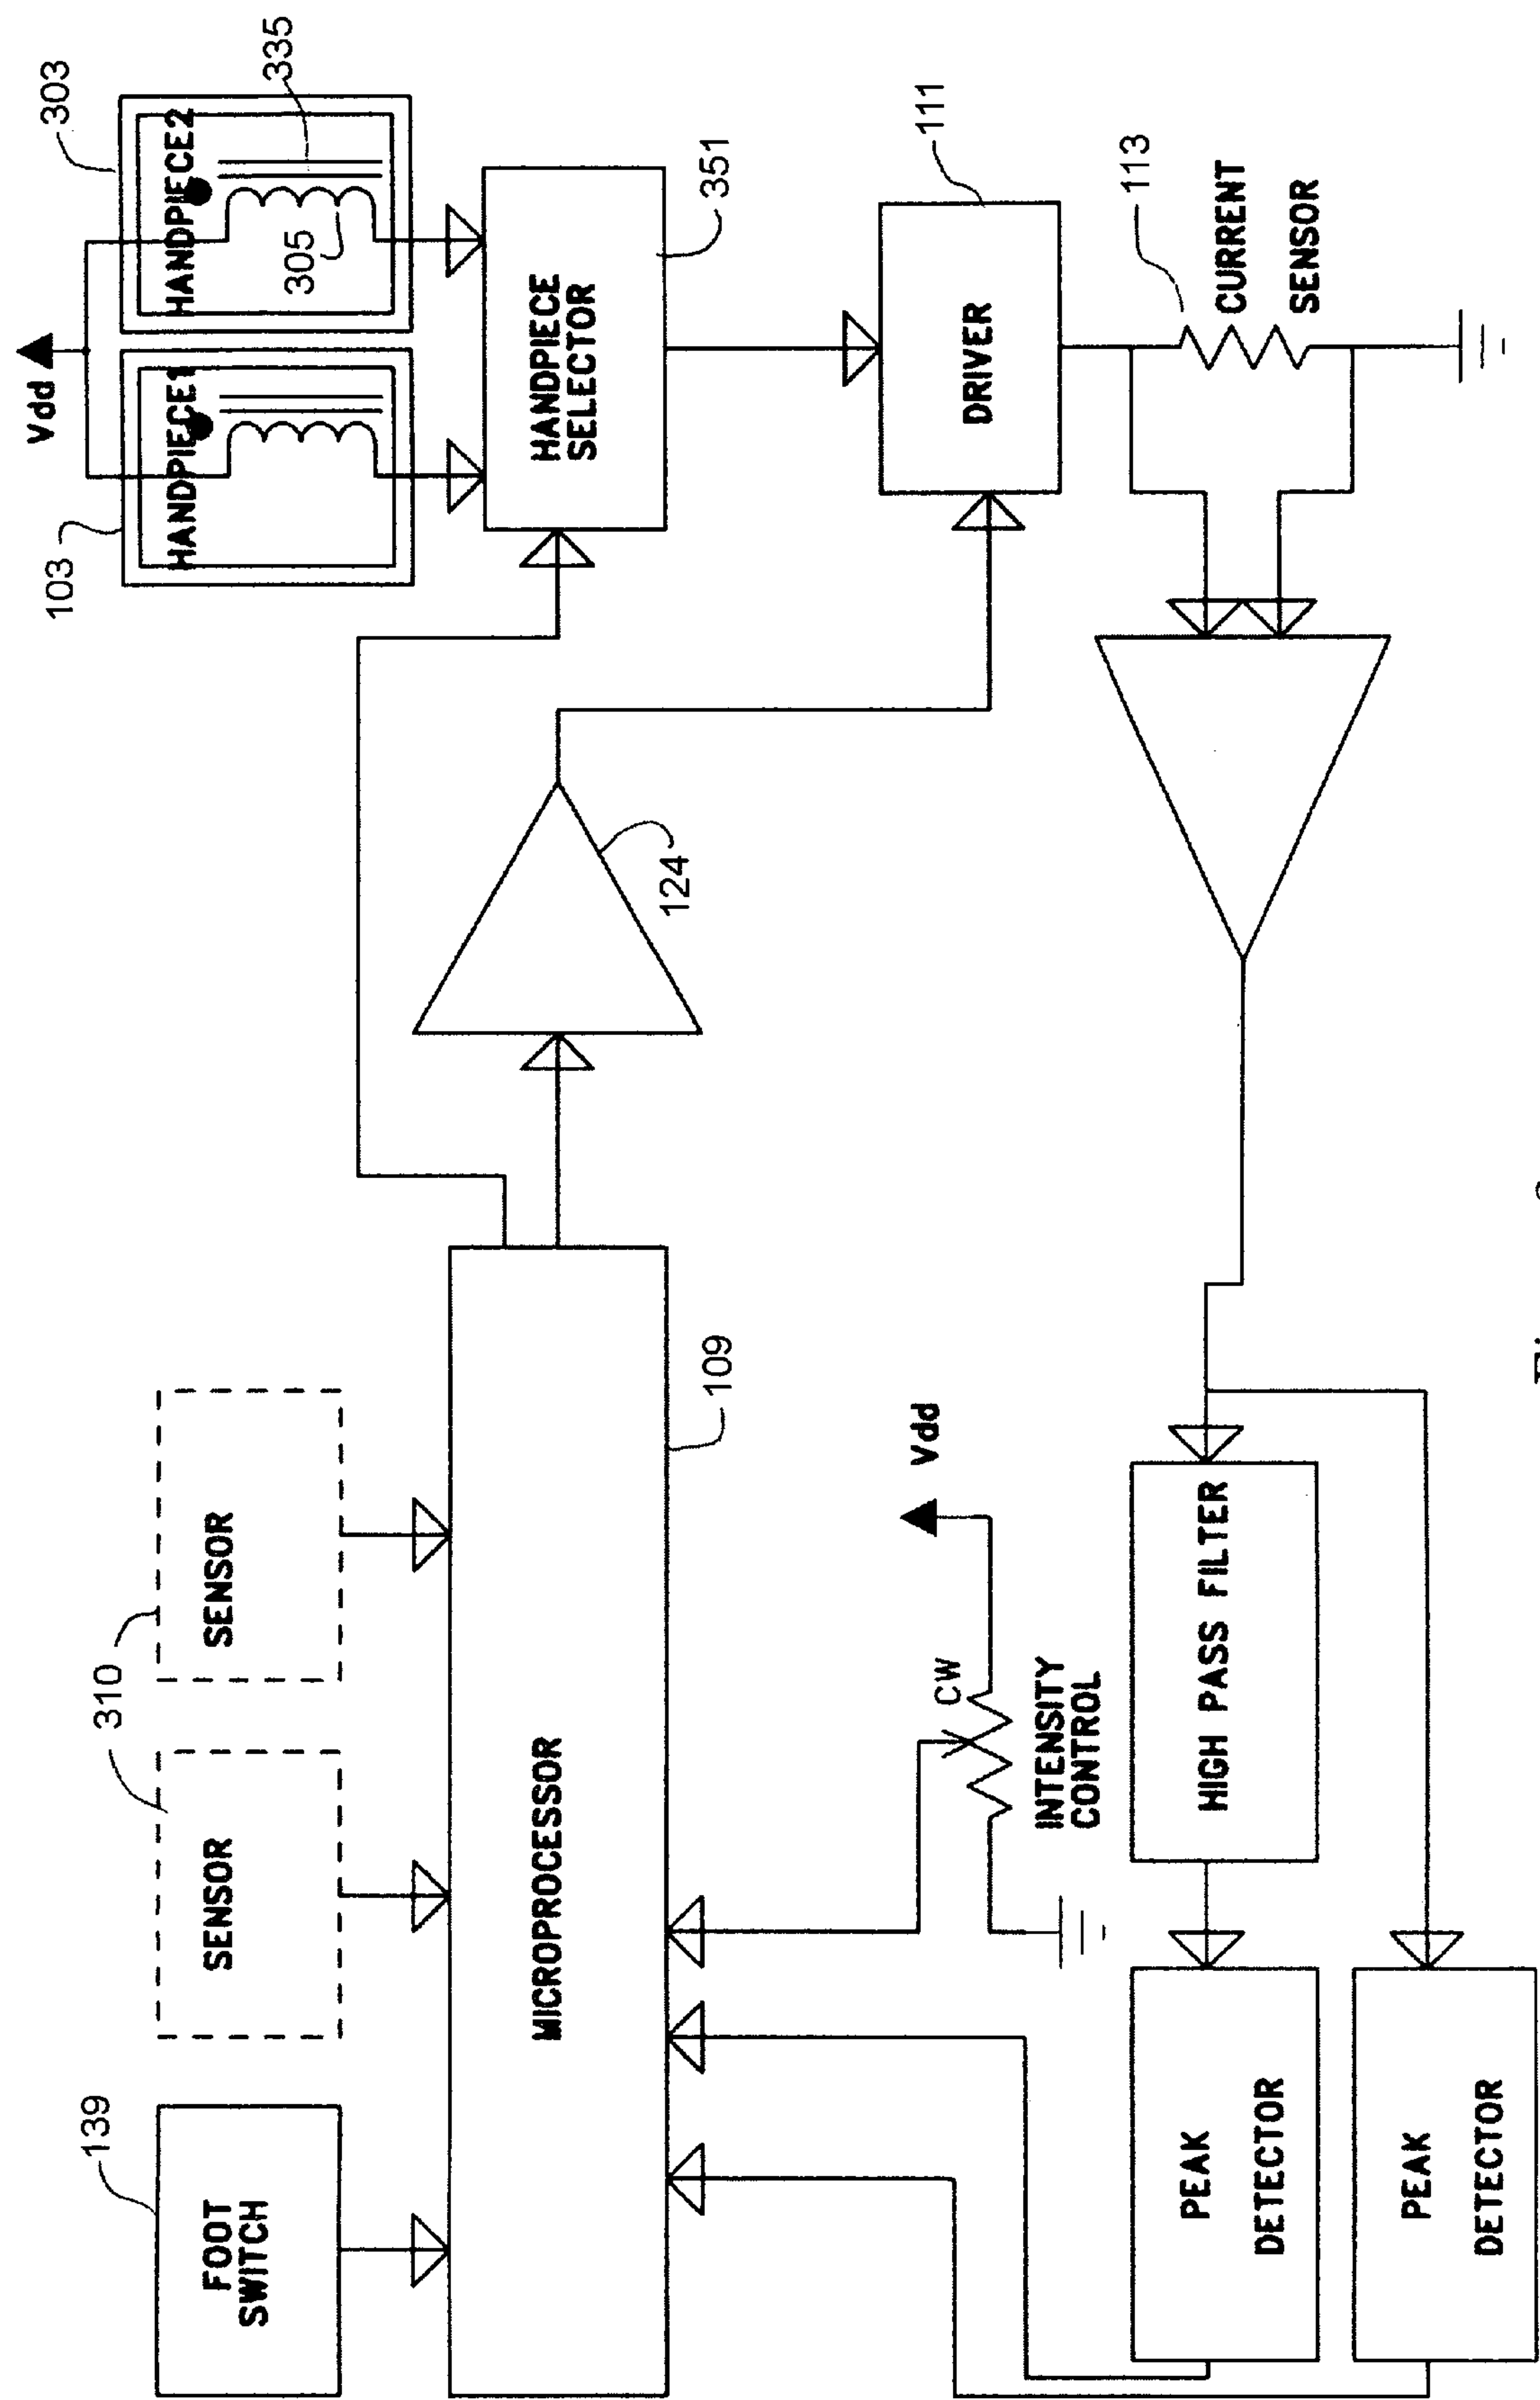 139
FOOT
SWITCH
310
SENSOR
SENSOR
MICROPROCESSOR
109
124
Vdd
103
HANDPIECE1
303
HANDPIECE2
335
305
HANDPIECE
SELECTOR
351
DRIVER
111
113
CURRENT
SENSOR
Vdd
CW
INTENSITY
CONTROL
HIGH PASS FILTER
PEAK
DETECTOR
PEAK
DETECTOR